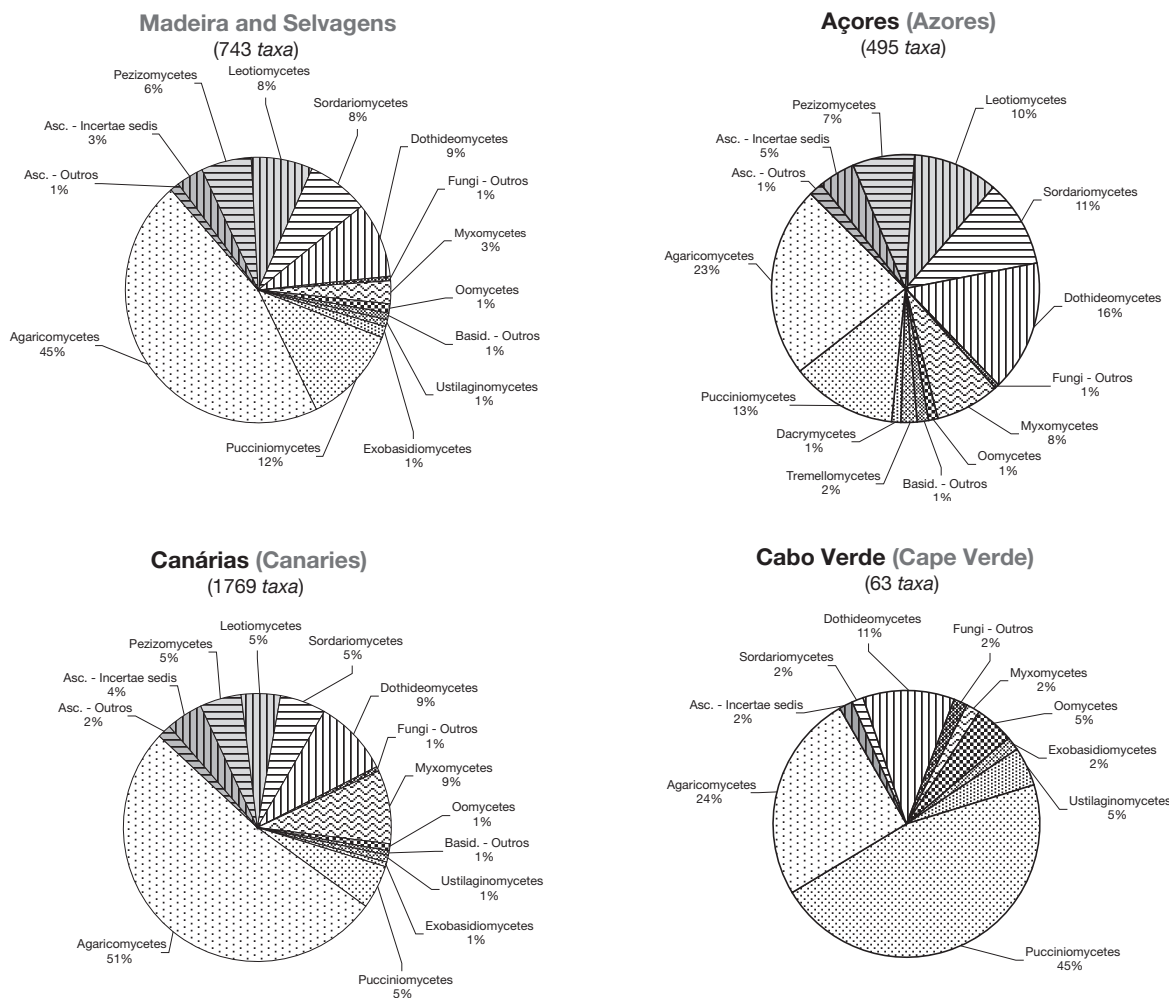 Madeira and Selvagens
(743 taxa)
Leotiomycetes
8%
Pezizomycetes
6%
Sordariomycetes
8%
Asc. - Incertae sedis
3%
Dothideomycetes
9%
Asc. - Outros
1%
Fungi - Outros
1%
Myxomycetes
3%
Oomycetes
1%
Basid. - Outros
1%
Agaricomycetes
45%
Ustilaginomycetes
1%
Pucciniomycetes
12%
Exobasidiomycetes
1%
Açores (Azores)
(495 taxa)
Pezizomycetes
7%
Leotiomycetes
10%
Asc. - Incertae sedis
5%
Asc. - Outros
1%
Sordariomycetes
11%
Agaricomycetes
23%
Dothideomycetes
16%
Fungi - Outros
1%
Pucciniomycetes
13%
Myxomycetes
8%
Dacrymycetes
1%
Oomycetes
1%
Tremellomycetes
2%
Basid. - Outros
1%
Canárias (Canaries)
(1769 taxa)
Leotiomycetes
5%
Pezizomycetes
5%
Sordariomycetes
5%
Asc. - Incertae sedis
4%
Asc. - Outros
2%
Dothideomycetes
9%
Fungi - Outros
1%
Myxomycetes
9%
Oomycetes
1%
Basid. - Outros
1%
Ustilaginomycetes
1%
Exobasidiomycetes
1%
Agaricomycetes
51%
Pucciniomycetes
5%
Cabo Verde (Cape Verde)
(63 taxa)
Dothideomycetes
11%
Fungi - Outros
2%
Sordariomycetes
2%
Myxomycetes
2%
Asc. - Incertae sedis
2%
Oomycetes
5%
Exobasidiomycetes
2%
Agaricomycetes
24%
Ustilaginomycetes
5%
Pucciniomycetes
45%